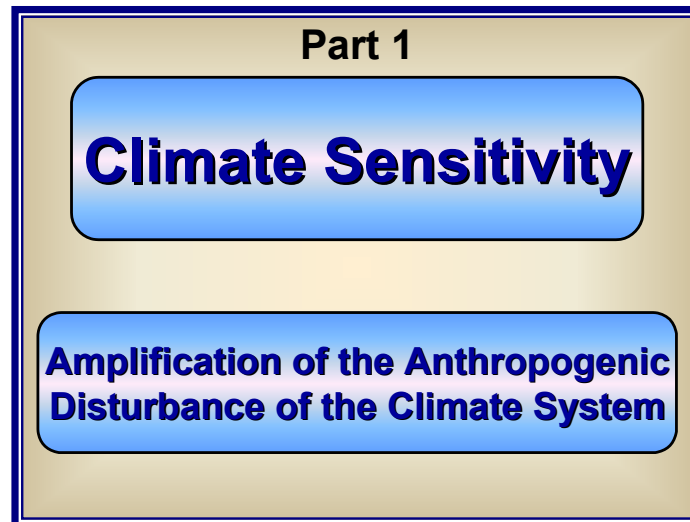 Part 1
Climate Sensitivity
Amplification of the Anthropogenic
Disturbance of the Climate System